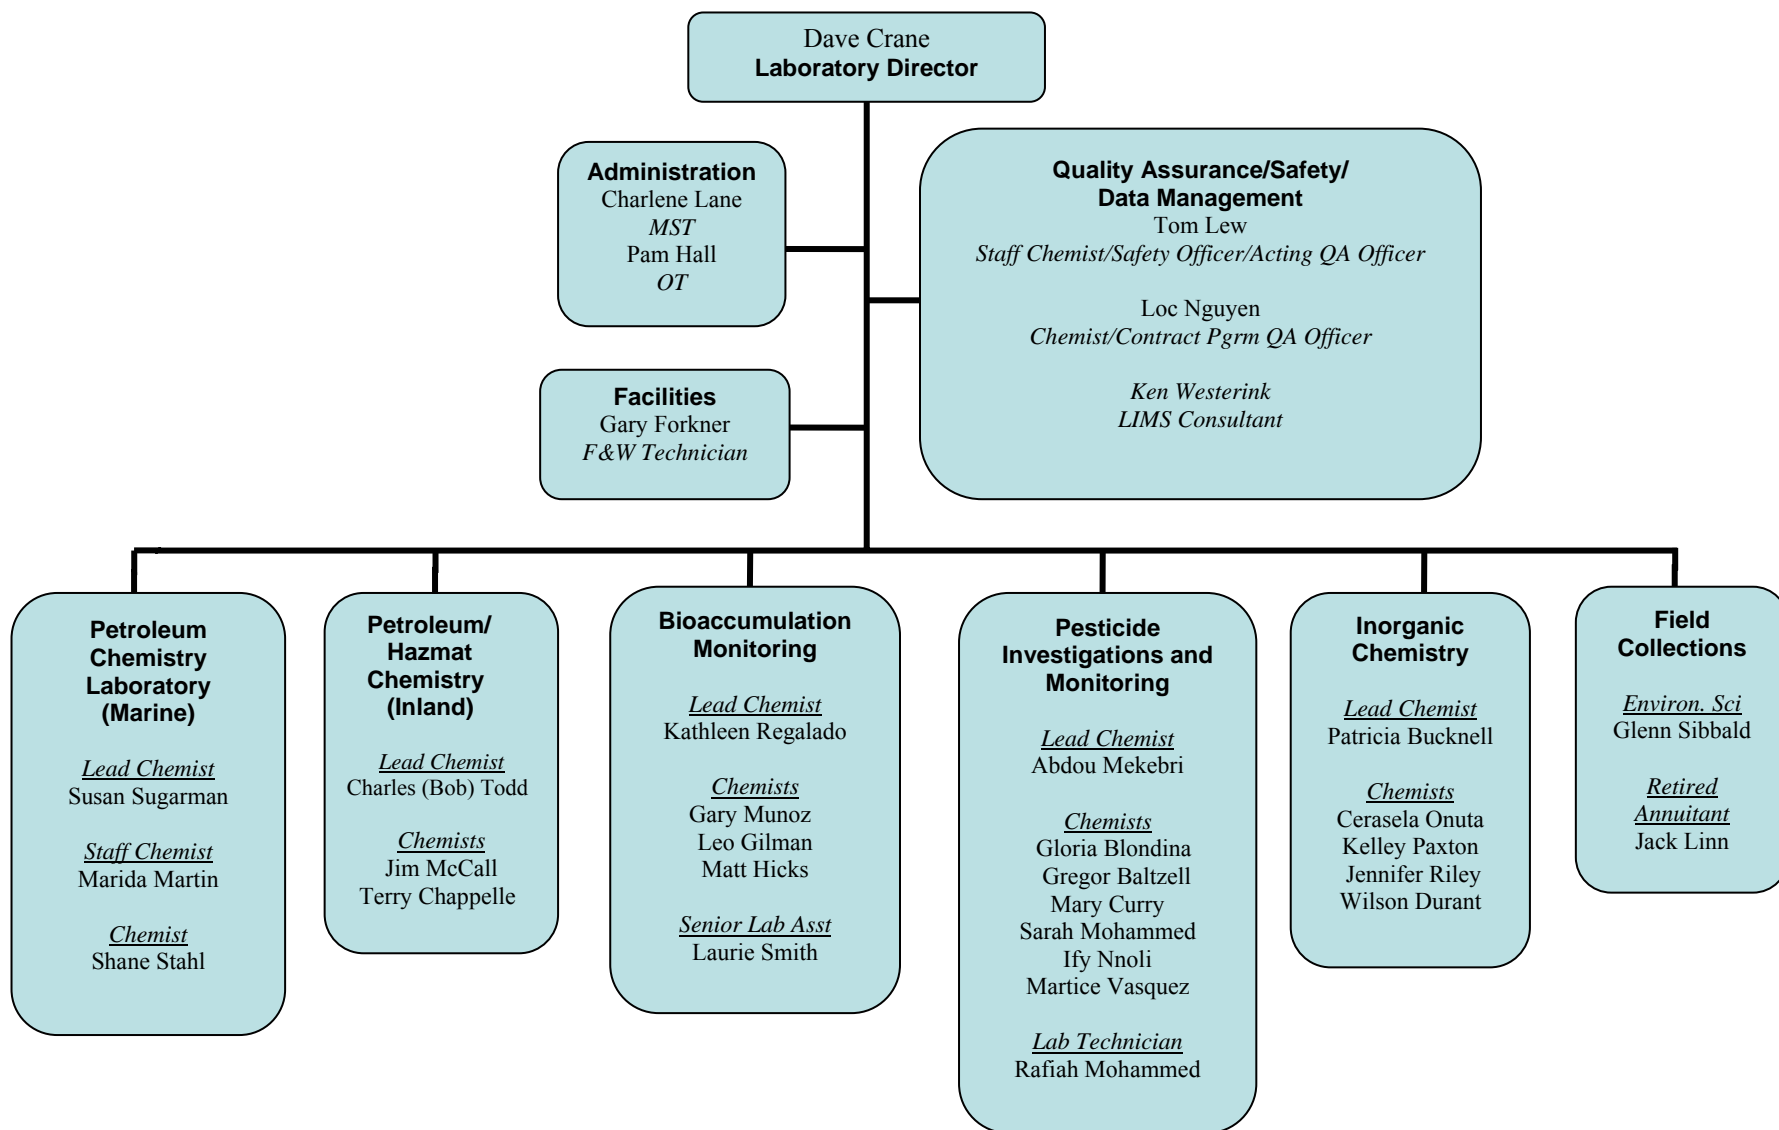 Dave Crane
Laboratory Director
Administration
Charlene Lane
MST
Pam Hall
OT
Quality Assurance/Safety/
Data Management
Tom Lew
Staff Chemist/Safety Officer/Acting QA Officer
Loc Nguyen
Chemist/Contract Pgrm QA Officer
Ken Westerink
LIMS Consultant
Facilities
Gary Forkner
F&W Technician
Petroleum
Chemistry
Laboratory
(Marine)
Lead Chemist
Susan Sugarman
Staff Chemist
Marida Martin
Chemist
Shane Stahl
Petroleum/
Hazmat
Chemistry
(Inland)
Lead Chemist
Charles (Bob) Todd
Chemists
Jim McCall
Terry Chappelle
Bioaccumulation
Monitoring
Lead Chemist
Kathleen Regalado
Chemists
Gary Munoz
Leo Gilman
Matt Hicks
Senior Lab Asst
Laurie Smith
Pesticide
Investigations and
Monitoring
Lead Chemist
Abdou Mekebri
Chemists
Gloria Blondina
Gregor Baltzell
Mary Curry
Sarah Mohammed
Ify Nnoli
Martice Vasquez
Lab Technician
Rafiah Mohammed
Inorganic
Chemistry
Lead Chemist
Patricia Bucknell
Chemists
Cerasela Onuta
Kelley Paxton
Jennifer Riley
Wilson Durant
Field
Collections
Environ. Sci
Glenn Sibbald
Retired
Annuitant
Jack Linn